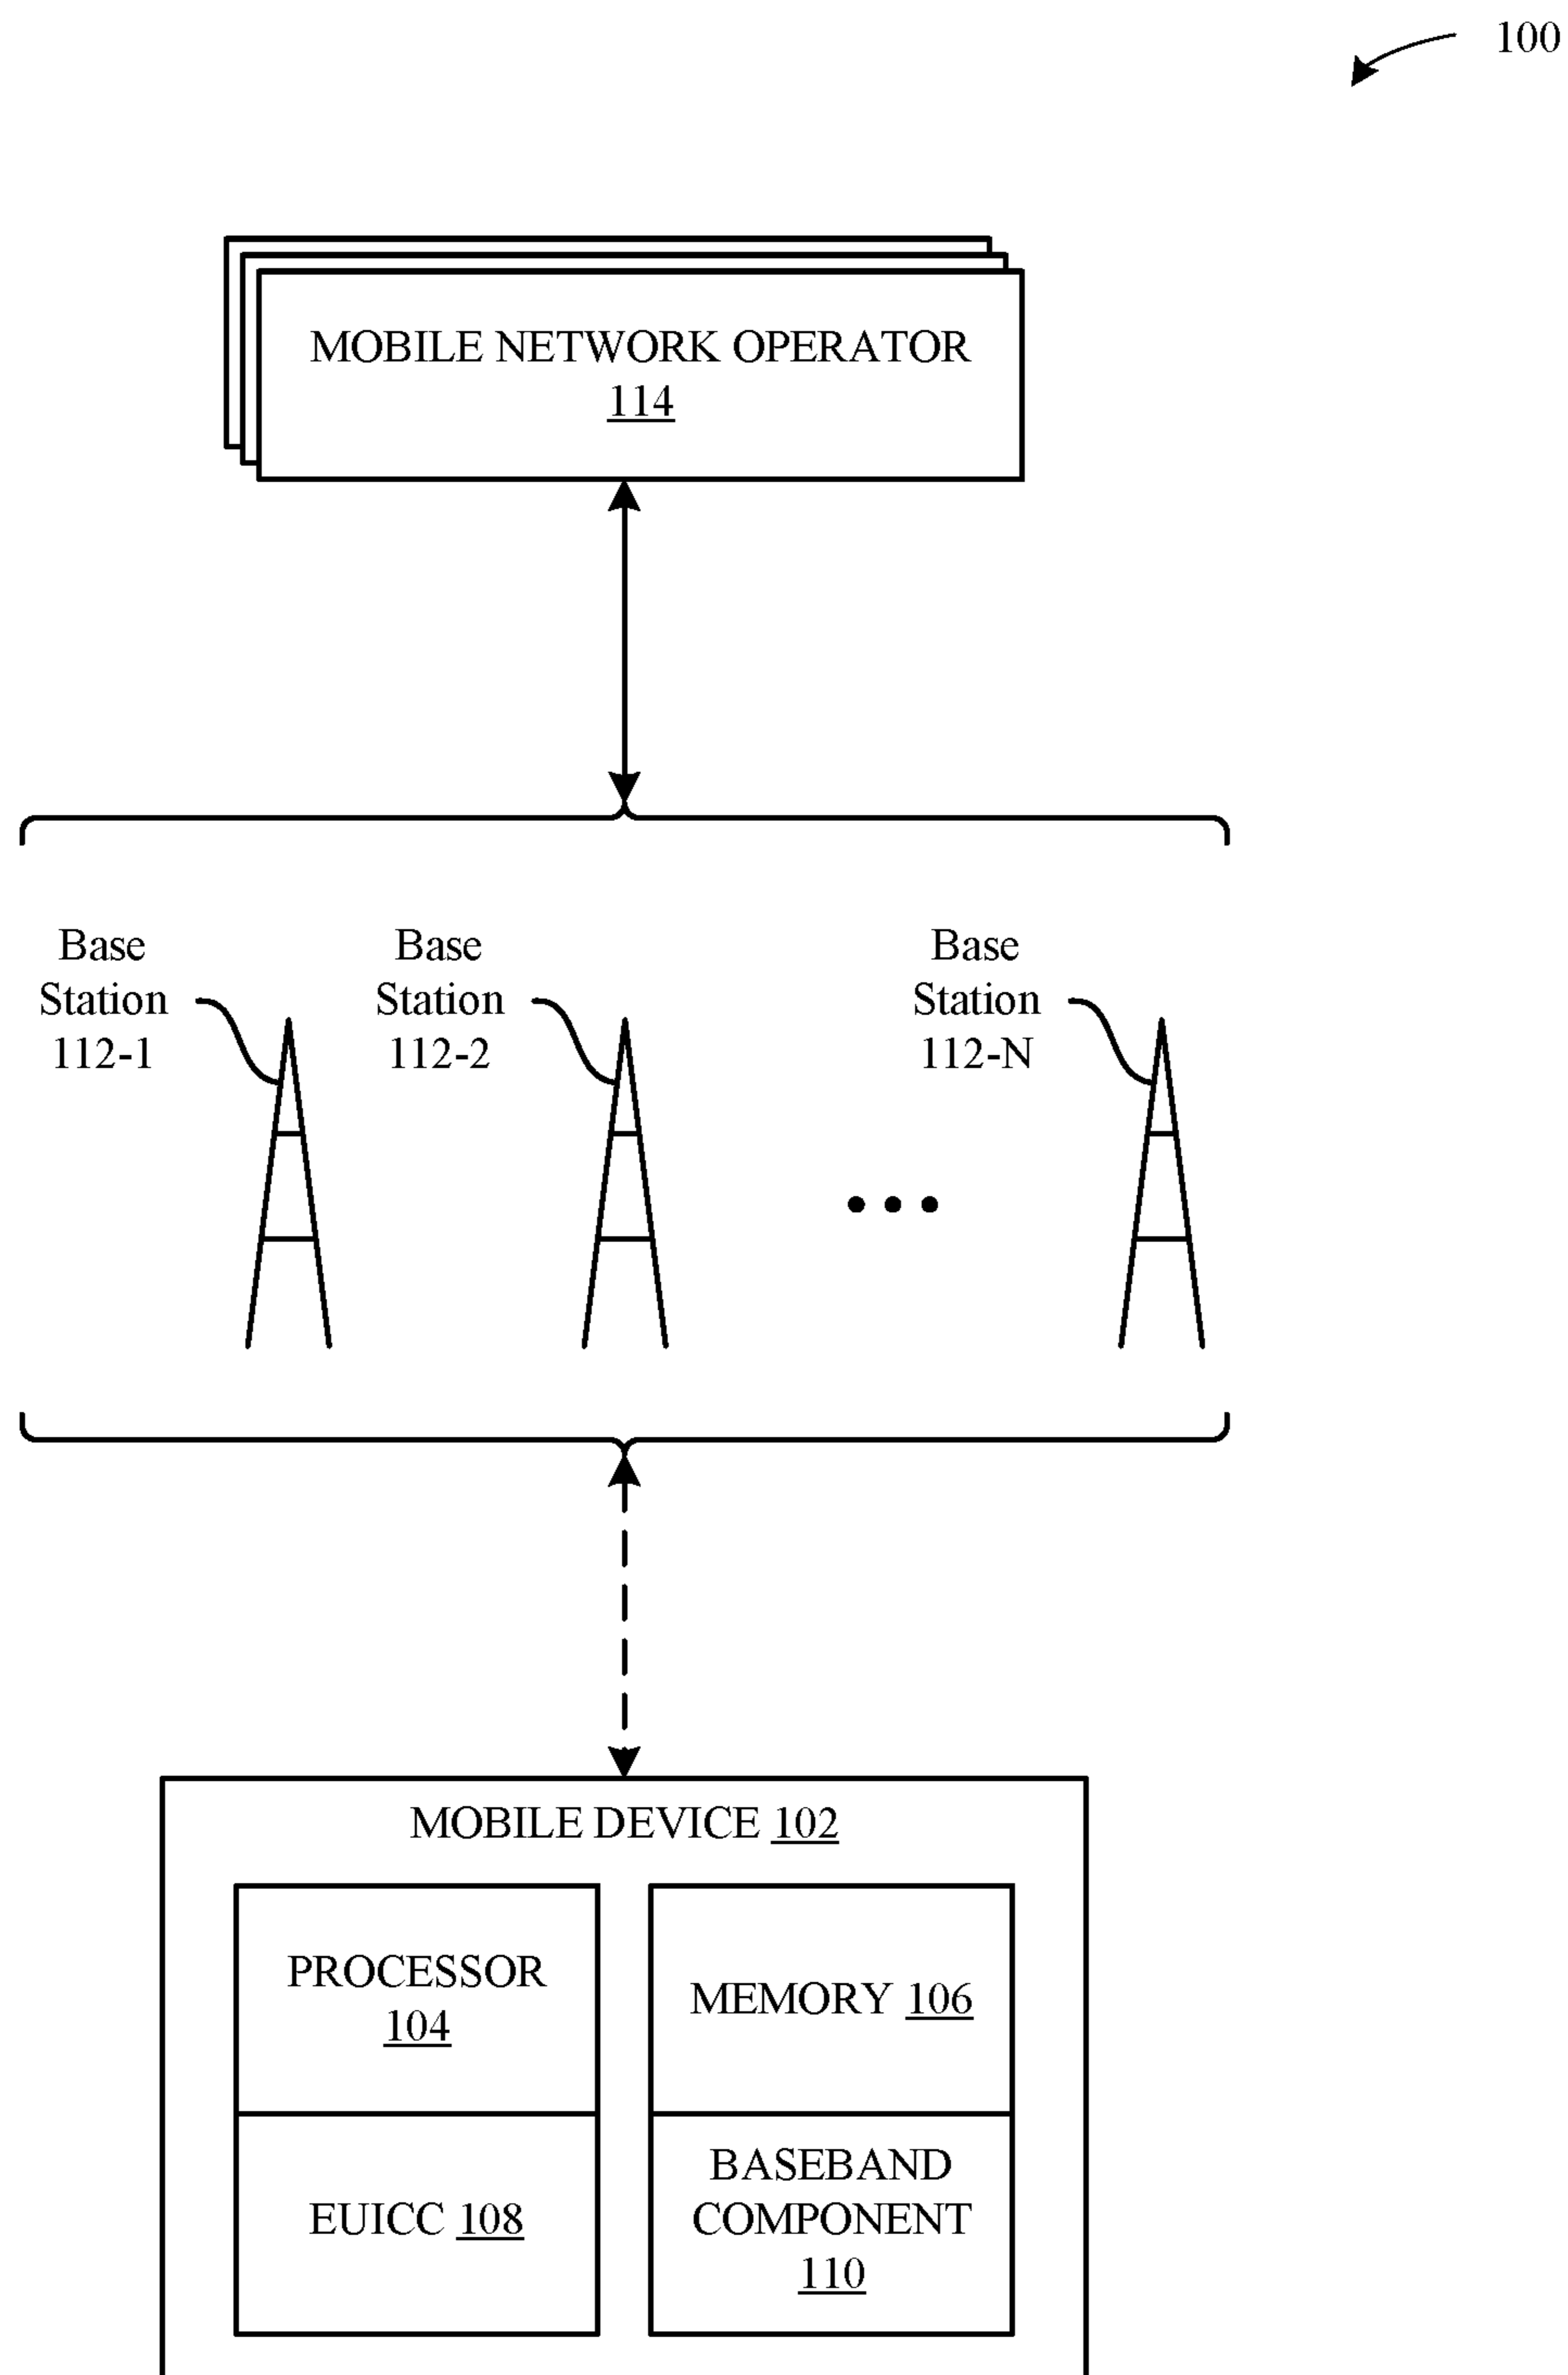 100
MOBILE NETWORK OPERATOR
114
Base
Station
112-1
Base
Station
112-2
Base
Station
112-N
MOBILE DEVICE 102
PROCESSOR
104
MEMORY 106
EUICC 108
BASEBAND
COMPONENT
110